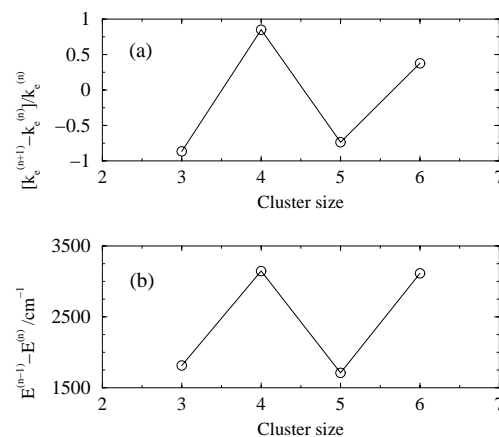 (a)
[k_e^(n+1)−k_e^(n)]/k_e^(n)
1
0.5
0
−0.5
−1
2 3 4 5 6 7
Cluster size
(b)
E^(n−1)−E^(n) /cm^−1
3500
2500
1500
2 3 4 5 6 7
Cluster size